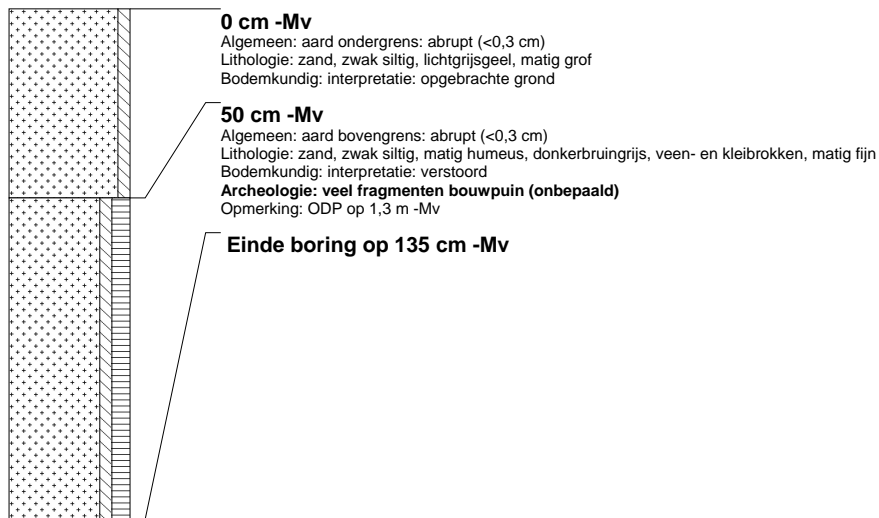 0 cm -Mv
Algemeen: aard ondergrens: abrupt (<0,3 cm)
Lithologie: zand, zwak siltig, lichtgrijsgeel, matig grof
Bodemkundig: interpretatie: opgebrachte grond
50 cm -Mv
Algemeen: aard bovengrens: abrupt (<0,3 cm)
Lithologie: zand, zwak siltig, matig humeus, donkerbruingrijs, veen- en kleibrokken, matig fijn
Bodemkundig: interpretatie: verstoord
Archeologie: veel fragmenten bouwpuin (onbepaald)
Opmerking: ODP op 1,3 m -Mv
Einde boring op 135 cm -Mv